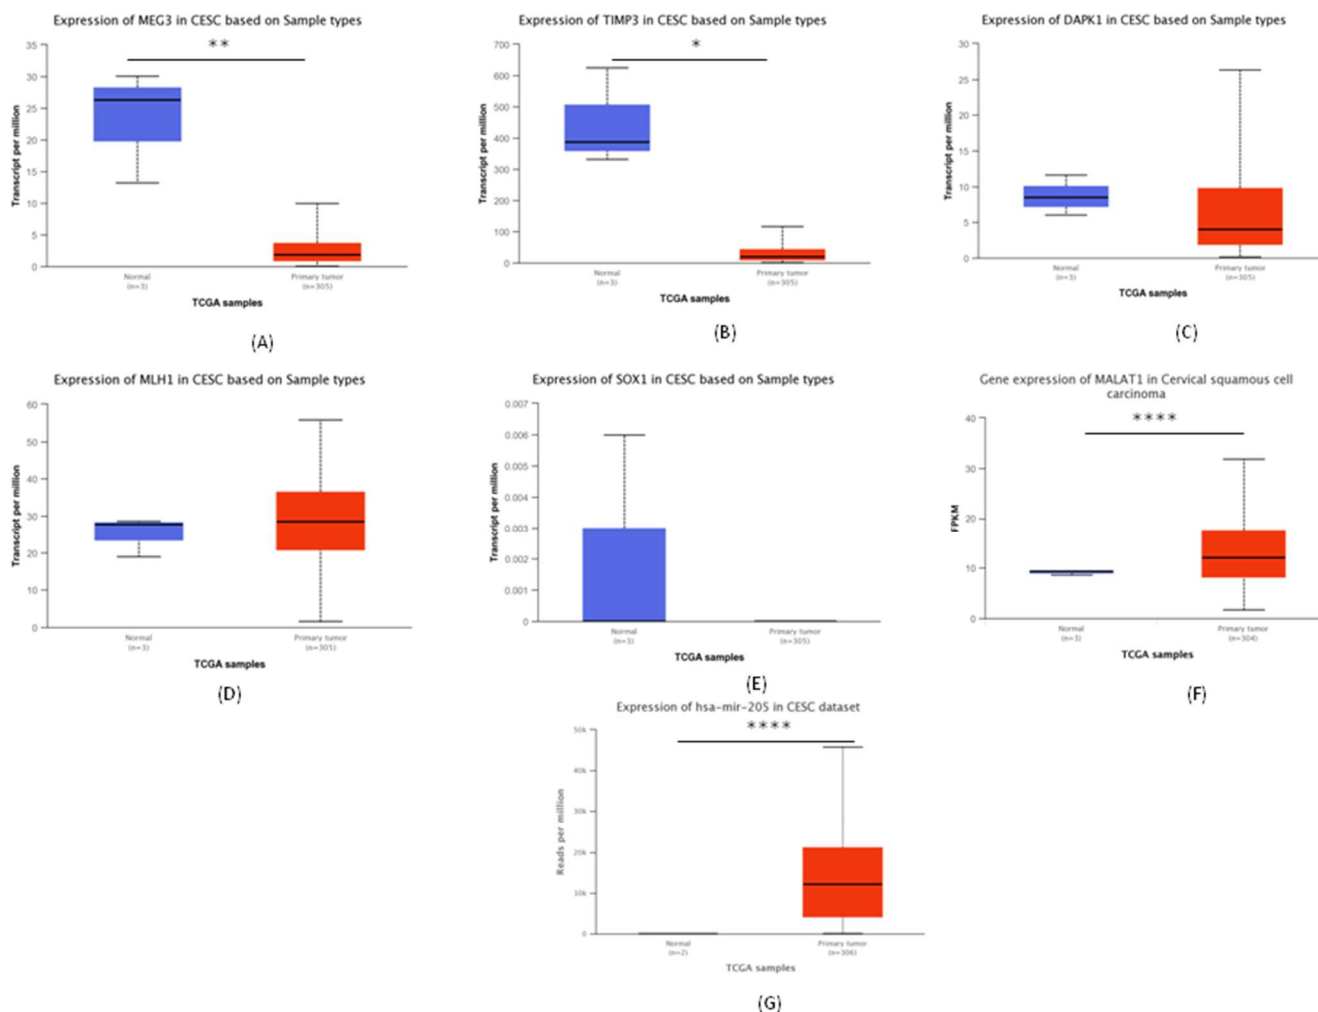 Expression of MEG3 in CESC based on Sample types
**
Transcript per million
35
30
25
20
15
10
5
0
Normal
(n=3)
Primary tumor
(n=305)
TCGA samples
(A)
Expression of TIMP3 in CESC based on Sample types
*
Transcript per million
700
600
500
400
300
200
100
0
Normal
(n=3)
Primary tumor
(n=305)
TCGA samples
(B)
Expression of DAPK1 in CESC based on Sample types
Transcript per million
30
25
20
15
10
5
0
Normal
(n=3)
Primary tumor
(n=305)
TCGA samples
(C)
Expression of MLH1 in CESC based on Sample types
Transcript per million
60
50
40
30
20
10
0
Normal
(n=3)
Primary tumor
(n=305)
TCGA samples
(D)
Expression of SOX1 in CESC based on Sample types
Transcript per million
0.007
0.006
0.005
0.004
0.003
0.002
0.001
0
Normal
(n=3)
Primary tumor
(n=305)
TCGA samples
(E)
Gene expression of MALAT1 in Cervical squamous cell
carcinoma
****
FPKM
40
30
20
10
0
Normal
(n=3)
Primary tumor
(n=304)
TCGA samples
(F)
Expression of hsa-mir-205 in CESC dataset
****
Reads per million
50k
40k
30k
20k
10k
0
Normal
(n=2)
Primary tumor
(n=306)
TCGA samples
(G)